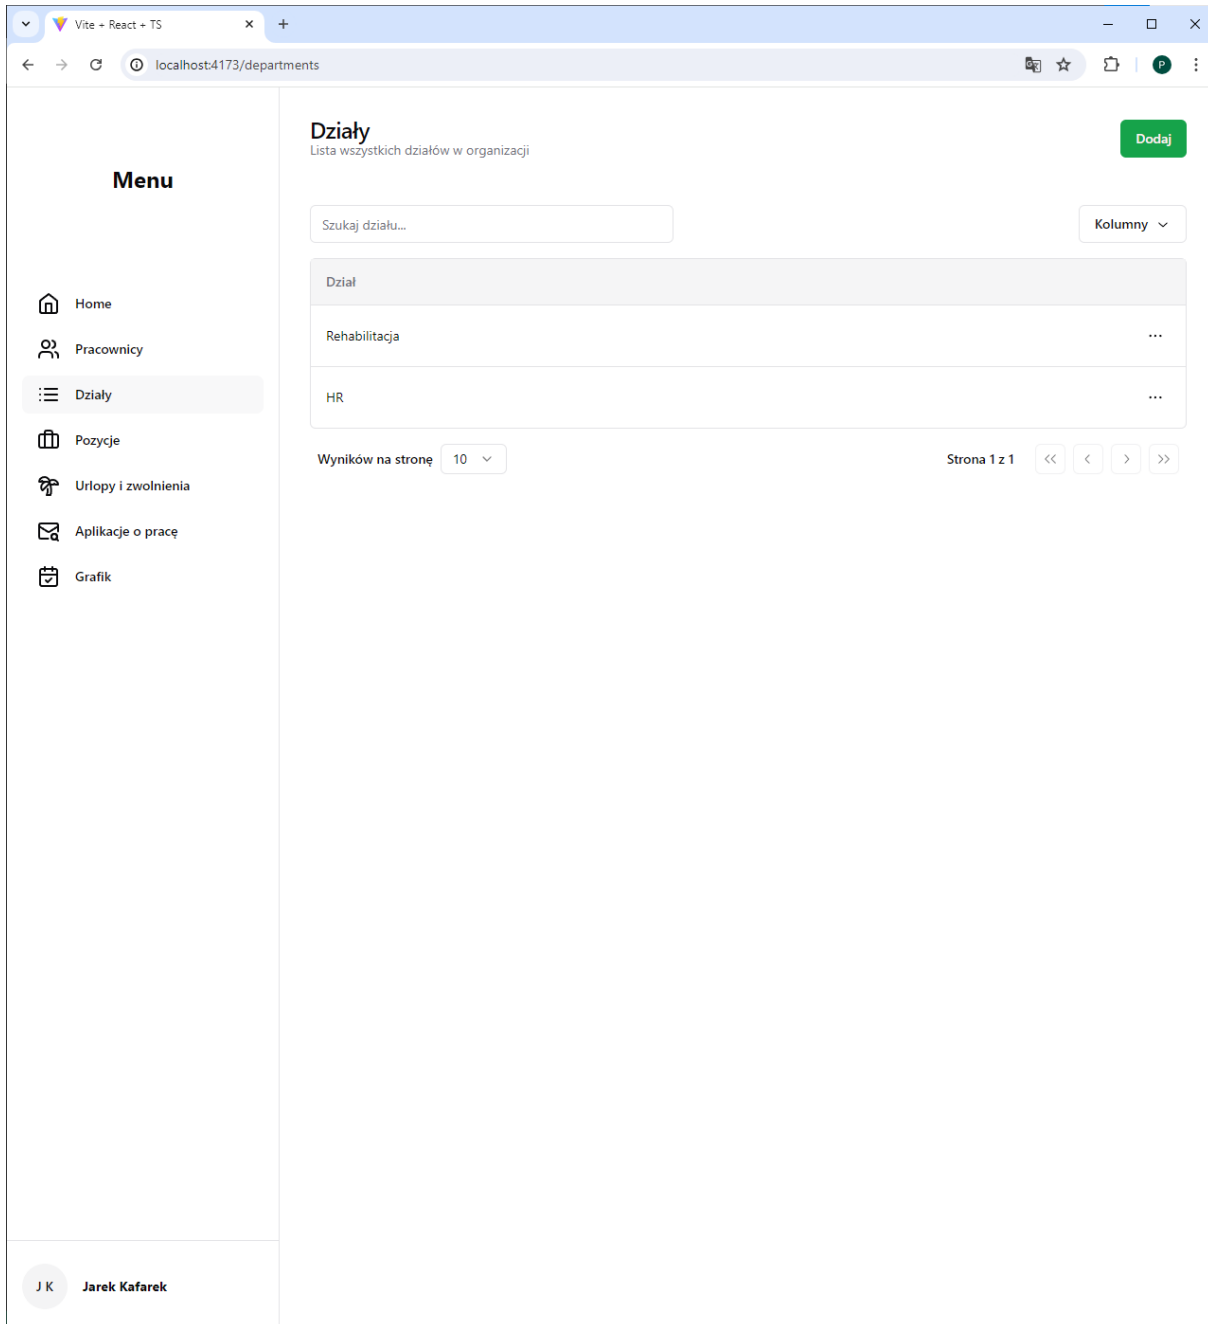 Vite + React + TS
localhost:4173/departments
P
Menu
Home
Pracownicy
Działy
Pozycje
Urlopy i zwolnienia
Aplikacje o pracę
Grafik
J K
Jarek Kafarek
Działy
Lista wszystkich działów w organizacji
Dodaj
Szukaj działu...
Kolumny
Dział
Rehabilitacja
HR
Wyników na stronę 10
Strona 1 z 1